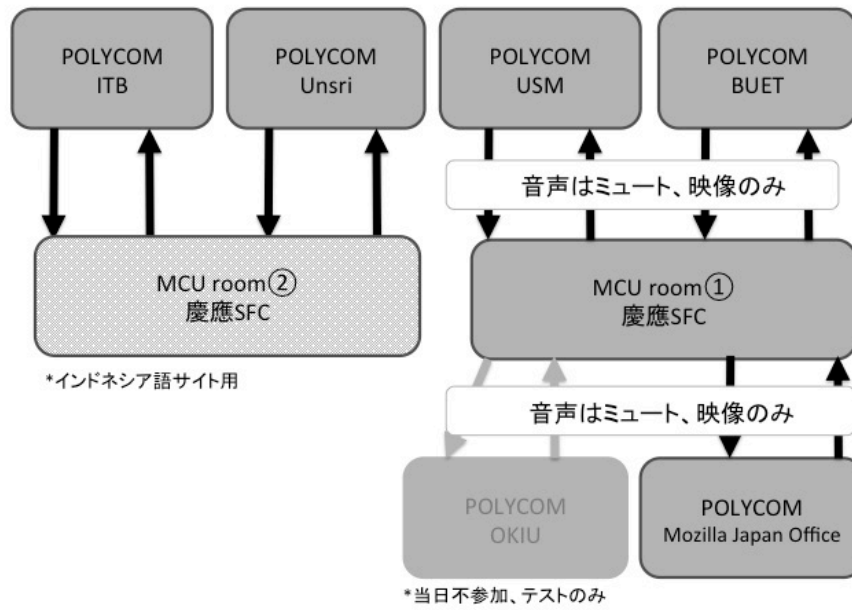 POLYCOM
ITB
POLYCOM
Unsri
POLYCOM
USM
POLYCOM
BUET
音声はミュート、映像のみ
MCU room②
慶應SFC
MCU room①
慶應SFC
*インドネシア語サイト用
音声はミュート、映像のみ
POLYCOM
OKIU
POLYCOM
Mozilla Japan Office
*当日不参加、テストのみ